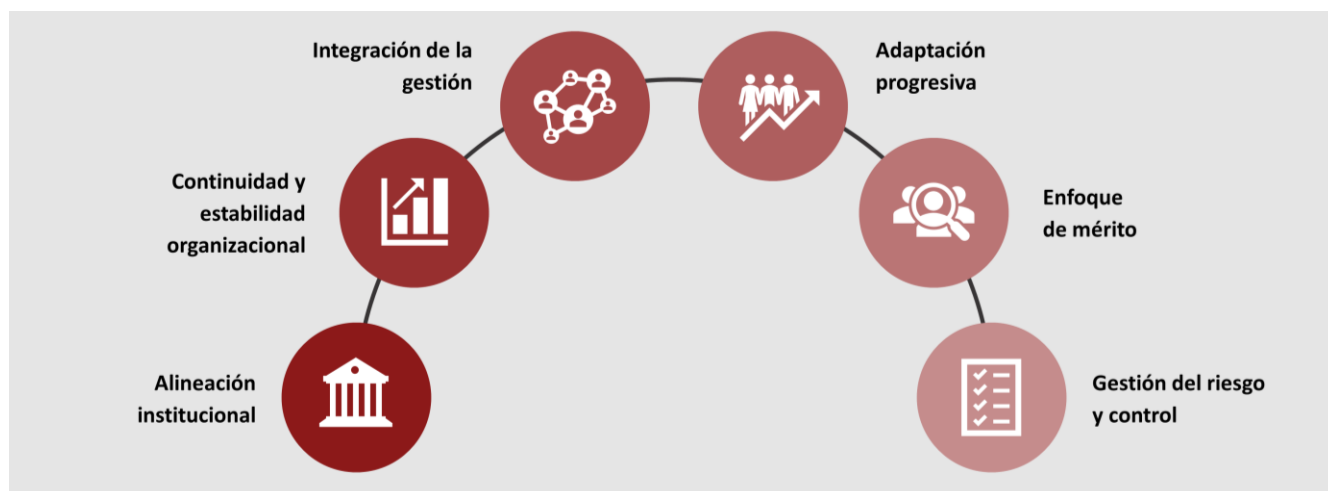 Integración de la
gestión
Adaptación
progresiva
Continuidad y
estabilidad
organizacional
Enfoque
de mérito
Alineación
institucional
Gestión del riesgo
y control